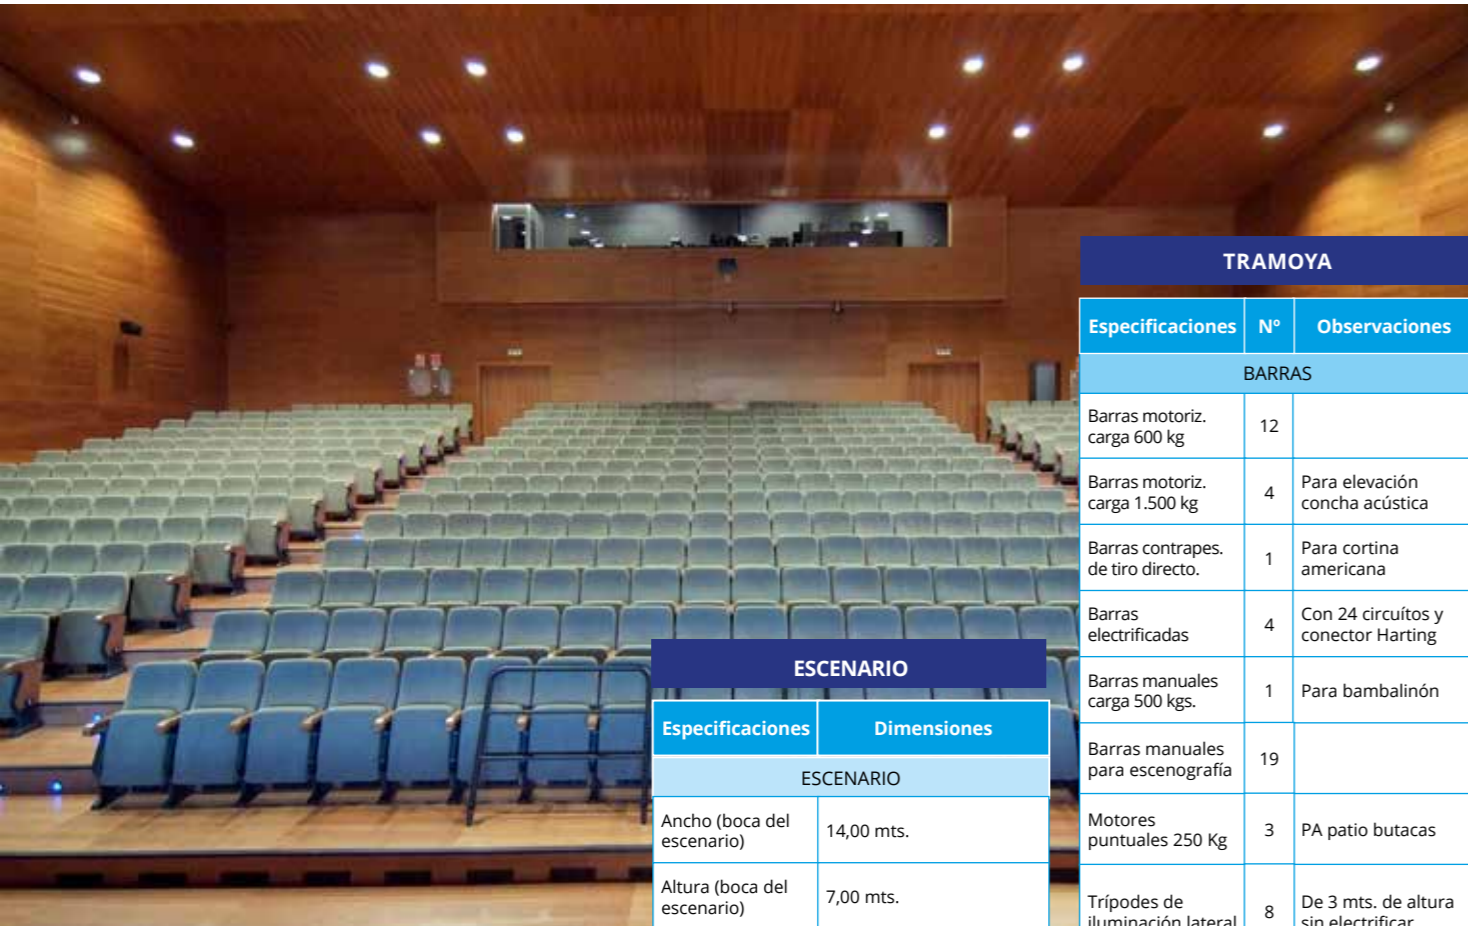 TRAMOYA
Especificaciones Nº Observaciones
BARRAS
Barras motoriz.
carga 600 kg
12
Barras motoriz.
carga 1.500 kg
4
Para elevación
concha acústica
Barras contrapes.
de tiro directo.
1
Para cortina
americana
Barras
electrificadas
4
Con 24 circuítos y
conector Harting
Barras manuales
carga 500 kgs.
1
Para bambalinón
Barras manuales
para escenografía
19
Motores
puntuales 250 Kg
3
PA patio butacas
Trípodes de
iluminación lateral
8
De 3 mts. de altura
sin electrificar
ESCENARIO
Especificaciones Dimensiones
ESCENARIO
Ancho (boca del
escenario)
14,00 mts.
Altura (boca del
escenario)
7,00 mts.